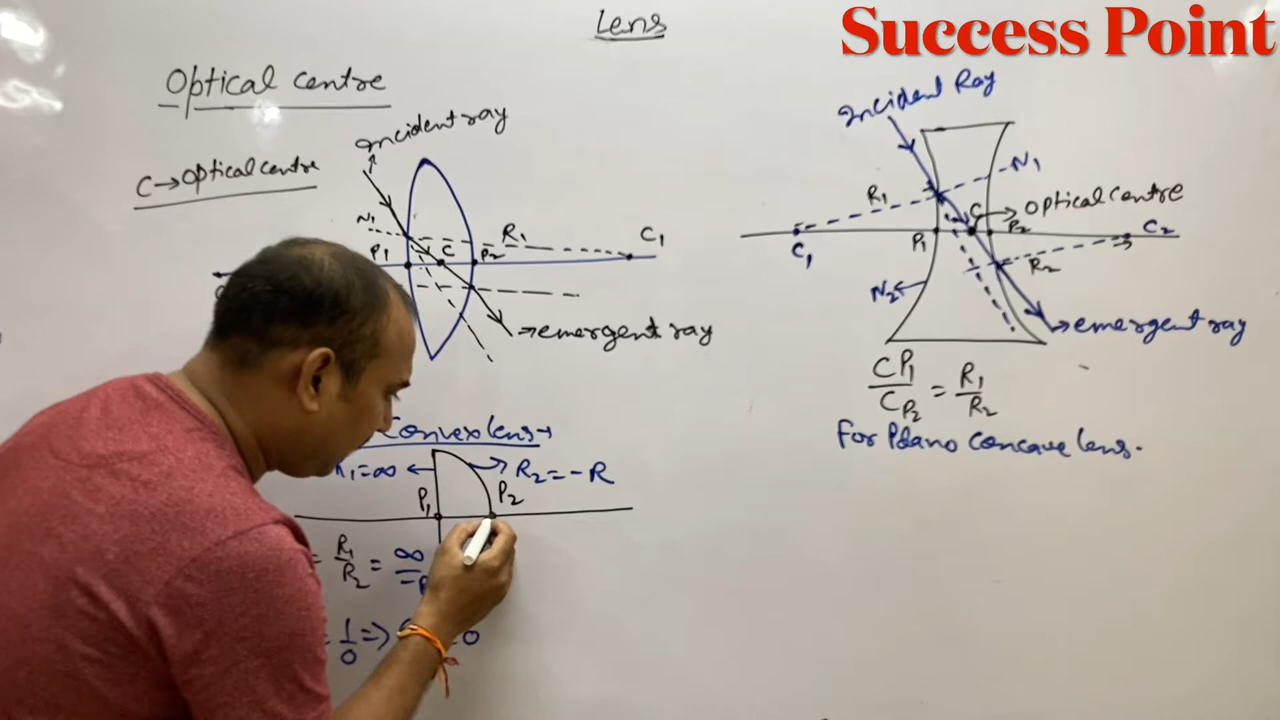 Lens
Success Point
Optical centre
C→Optical centre
Incident ray
N₁
P₁
C
P₂
R₁
C₁
→emergent ray
Convex lens→
R₁=∞
R₂=-R
P₁
P₂
= R₁/R₂ = ∞/-R
= 1/0 ⇒ 0
Incident Ray
N₁
R₁
C
→Optical centre
C₁
P₁
P₂
C₂
R₂
N₂
→emergent ray
CP₁/CP₂ = R₁/R₂
For Plano Concave lens.